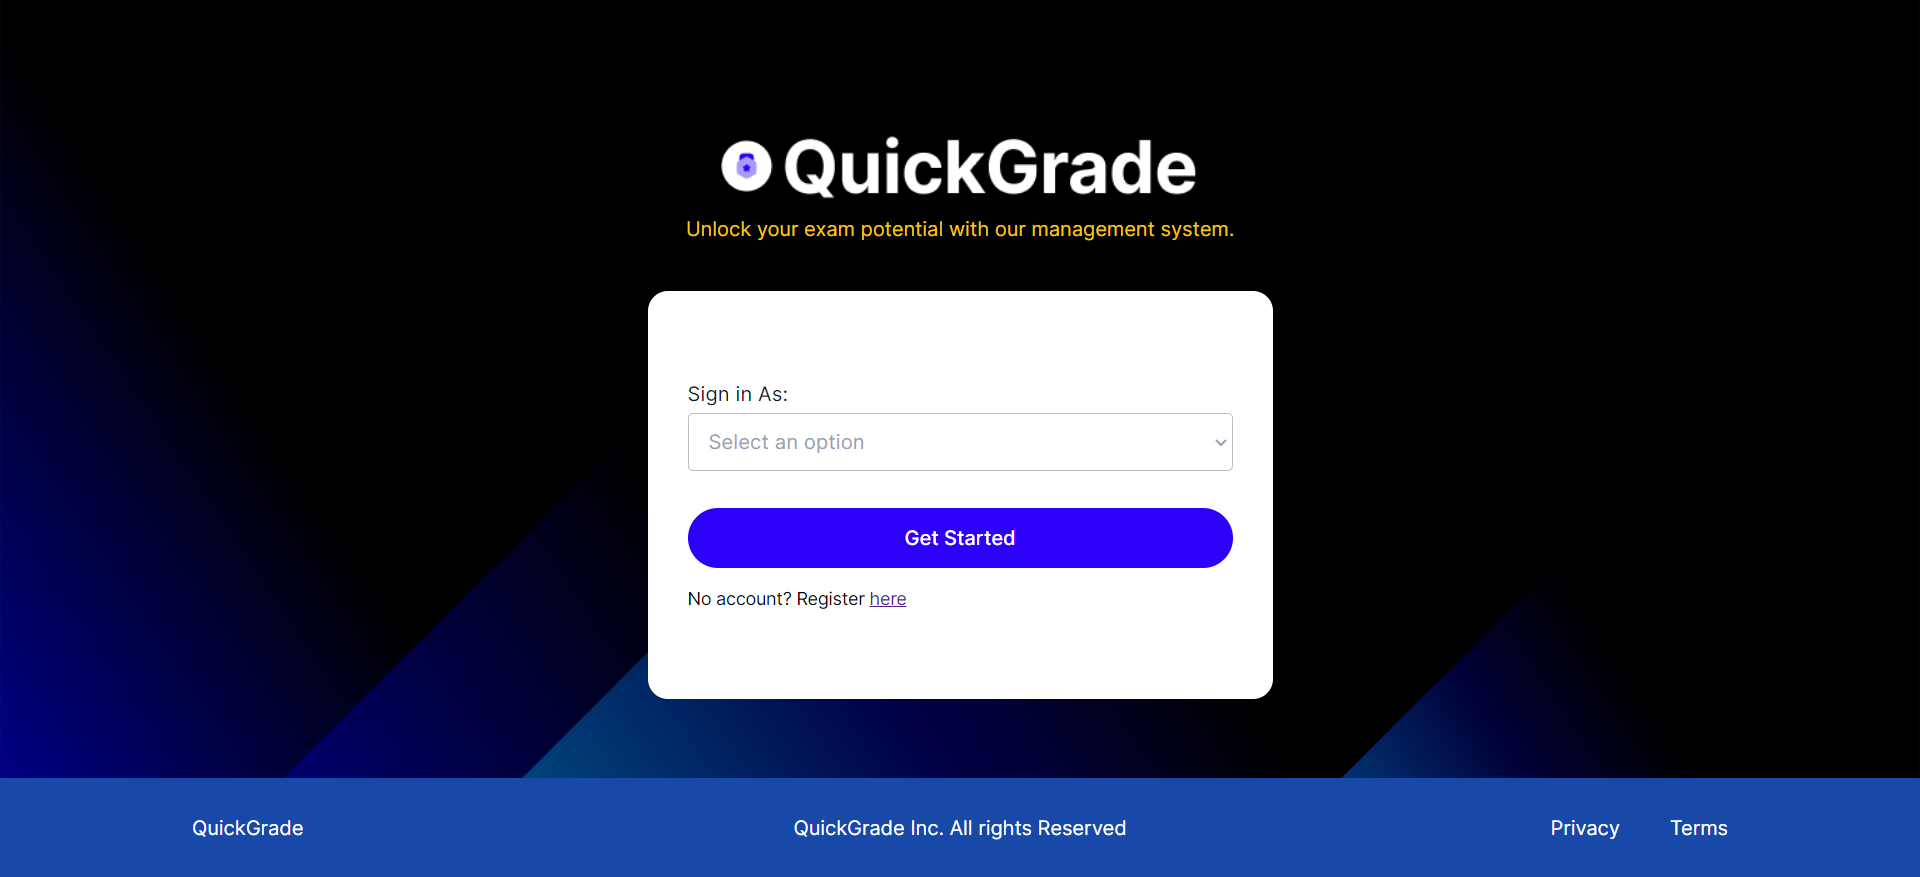 QuickGrade
Unlock your exam potential with our management system.
Sign in As:
Select an option
Get Started
No account? Register here
QuickGrade
QuickGrade Inc. All rights Reserved
Privacy
Terms